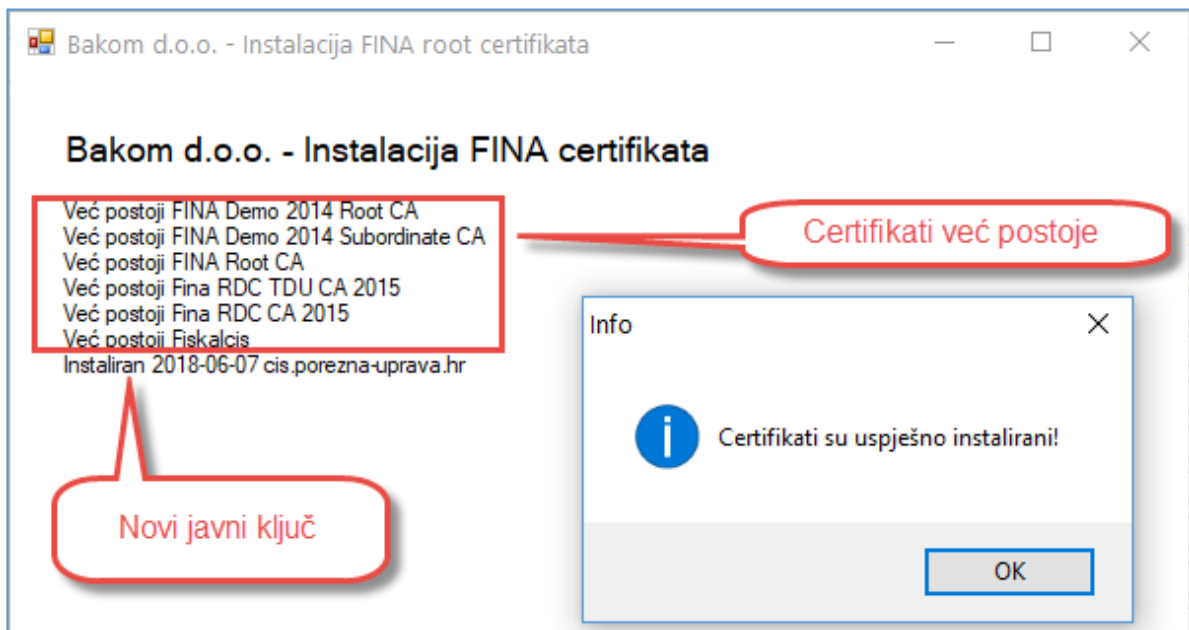 Bakom d.o.o. - Instalacija FINA root certifikata
Bakom d.o.o. - Instalacija FINA certifikata
Već postoji FINA Demo 2014 Root CA
Već postoji FINA Demo 2014 Subordinate CA
Već postoji FINA Root CA
Već postoji Fina RDC TDU CA 2015
Već postoji Fina RDC CA 2015
Već postoji Fiskalcis
Instaliran 2018-06-07 cis.porezna-uprava.hr
Certifikati već postoje
Novi javni ključ
Info
Certifikati su uspješno instalirani!
OK